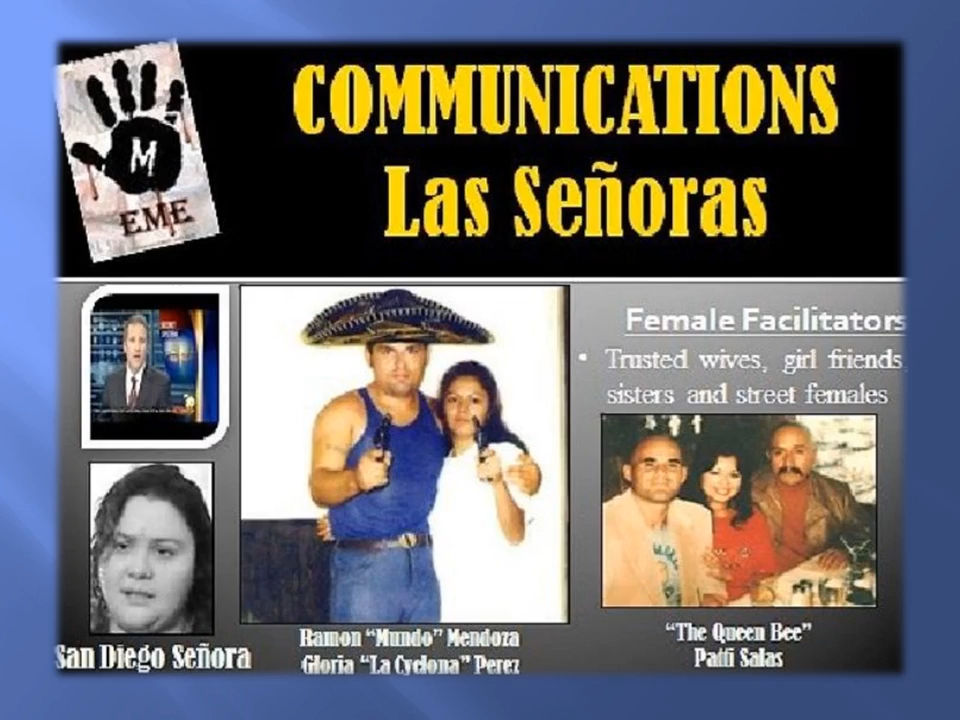 M
EME
COMMUNICATIONS
Las Señoras
Female Facilitators
• Trusted wives, girl friends,
sisters and street females
San Diego Señora
Ramon “Mundo” Mendoza
Gloria “La Cyclona” Perez
“The Queen Bee”
Patti Salas